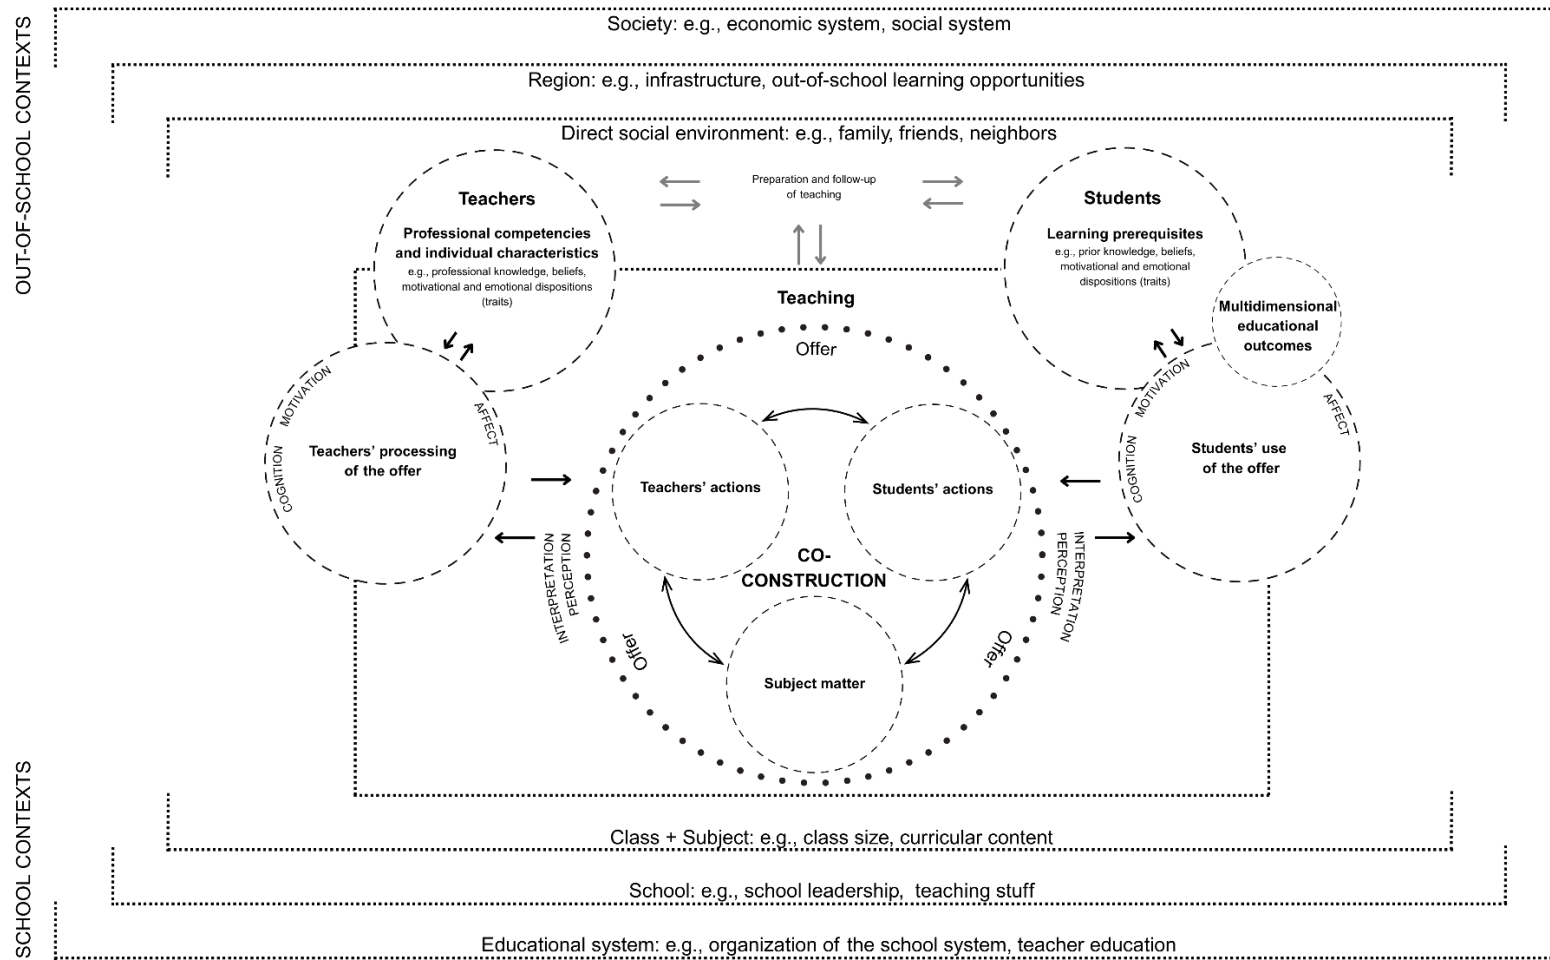 OUT-OF-SCHOOL CONTEXTS
Society: e.g., economic system, social system
Region: e.g., infrastructure, out-of-school learning opportunities
Direct social environment: e.g., family, friends, neighbors
Teachers
Professional competencies
and individual characteristics
e.g., professional knowledge, beliefs,
motivational and emotional dispositions
(traits)
Preparation and follow-up
of teaching
Students
Learning prerequisites
e.g., prior knowledge, beliefs,
motivational and emotional
dispositions (traits)
Multidimensional
educational
outcomes
Teaching
Offer
COGNITION
MOTIVATION
AFFECT
Teachers’ processing
of the offer
Teachers’ actions
Students’ actions
COGNITION
MOTIVATION
AFFECT
Students’ use
of the offer
INTERPRETATION
PERCEPTION
CO-
CONSTRUCTION
INTERPRETATION
PERCEPTION
Offer
Offer
Subject matter
SCHOOL CONTEXTS
Class + Subject: e.g., class size, curricular content
School: e.g., school leadership, teaching stuff
Educational system: e.g., organization of the school system, teacher education